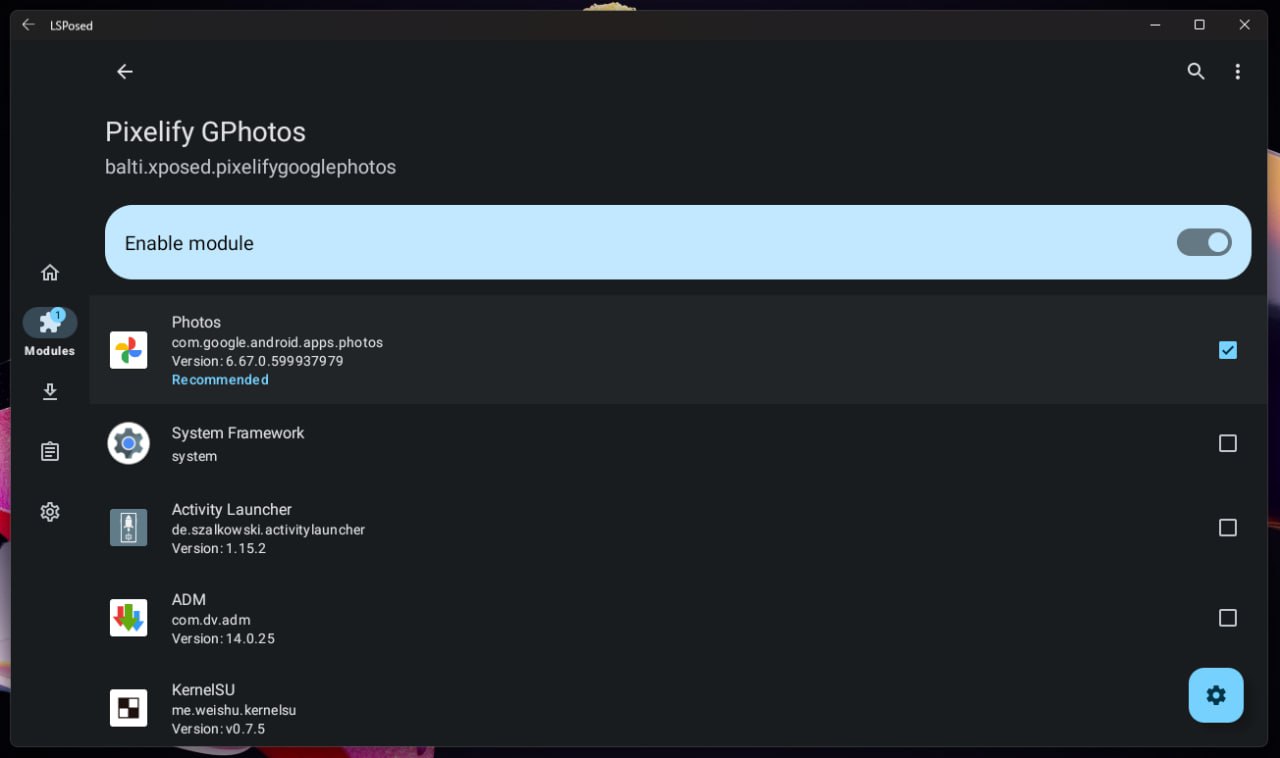 LSPosed
Pixelify GPhotos
balti.xposed.pixelifygooglephotos
Enable module
1
Modules
Photos
com.google.android.apps.photos
Version: 6.67.0.599937979
Recommended
System Framework
system
Activity Launcher
de.szalkowski.activitylauncher
Version: 1.15.2
ADM
com.dv.adm
Version: 14.0.25
KernelSU
me.weishu.kernelsu
Version: v0.7.5